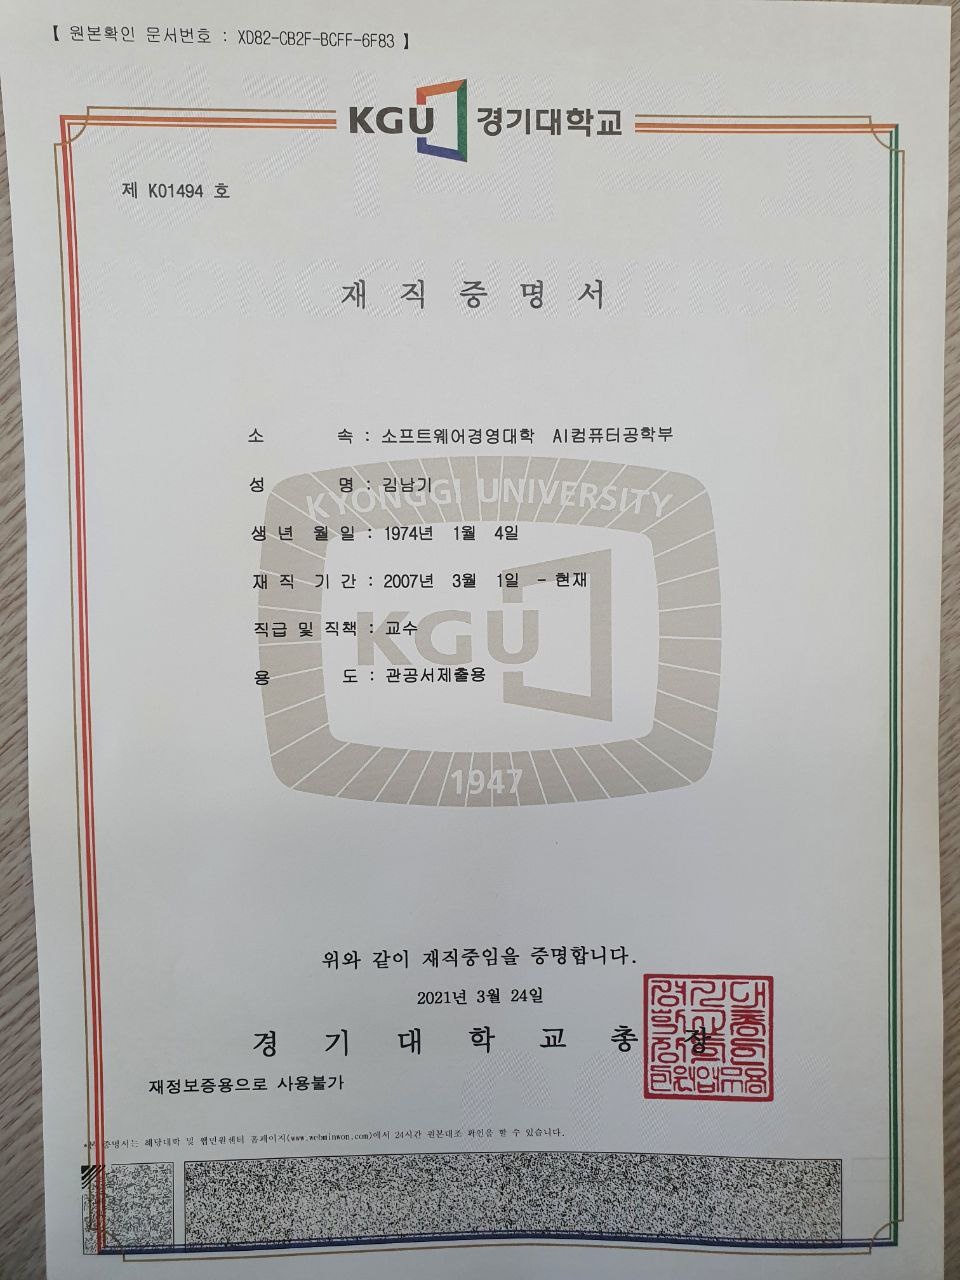 【 원본확인 문서번호 : XD82-CB2F-BCFF-6F83 】
KGU 경기대학교
제 K01494 호
재 직 증 명 서
소 속 : 소프트웨어경영대학 AI컴퓨터공학부
성 명 : 김남기
생 년 월 일 : 1974년 1월 4일
재 직 기 간 : 2007년 3월 1일 - 현재
직급 및 직책 : 교수
용 도 : 관공서제출용
KYONGGI UNIVERSITY
KGU
1947
위와 같이 재직중임을 증명합니다.
2021년 3월 24일
경 기 대 학 교 총 장
재정보증용으로 사용불가
*본 증명서는 해당대학 및 웹민원센터 홈페이지(www.webminwon.com)에서 24시간 원본대조 확인을 할 수 있습니다.